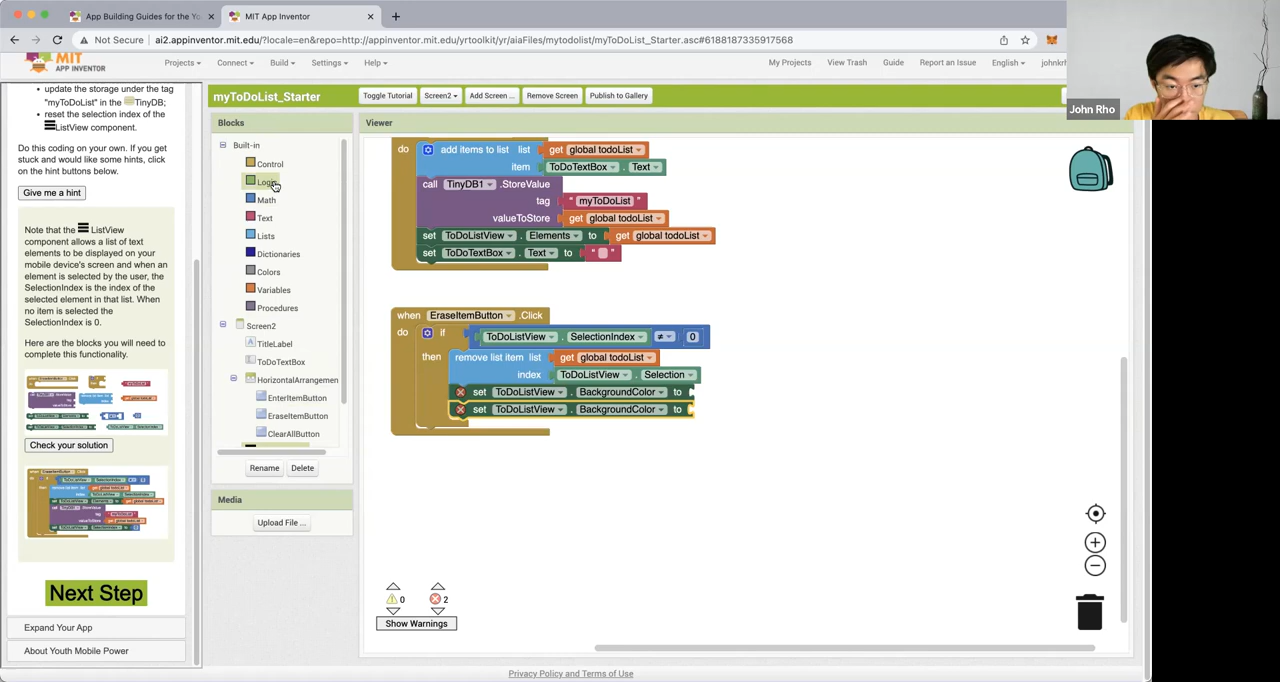 App Building Guides for the Yo
MIT App Inventor
Not Secure
ai2.appinventor.mit.edu/?locale=en&repo=http://appinventor.mit.edu/yrtoolkit/yr/aiaFiles/mytodolist/myToDoList_Starter.asc#6188187335917568
MIT
APP INVENTOR
Projects
Connect
Build
Settings
Help
My Projects
View Trash
Guide
Report an Issue
English
John Rho
myToDoList_Starter
Toggle Tutorial
Screen2
Add Screen ...
Remove Screen
Publish to Gallery
update the storage under the tag
"myToDoList" in the TinyDB;
reset the selection index of the
ListView component.
Do this coding on your own. If you get
stuck and would like some hints, click
on the hint buttons below.
Give me a hint
Note that the ListView
component allows a list of text
elements to be displayed on your
mobile device's screen and when an
element is selected by the user, the
SelectionIndex is the index of the
selected element in that list. When
no item is selected the
SelectionIndex is 0.
Here are the blocks you will need to
complete this functionality.
Check your solution
Next Step
Expand Your App
About Youth Mobile Power
Blocks
Built-in
Control
Logic
Math
Text
Lists
Dictionaries
Colors
Variables
Procedures
Screen2
TitleLabel
ToDoTextBox
HorizontalArrangemen
EnterItemButton
EraseItemButton
ClearAllButton
Rename
Delete
Media
Upload File ...
Viewer
do add items to list list get global todoList
item ToDoTextBox . Text
call TinyDB1 .StoreValue
tag " myToDoList "
valueToStore get global todoList
set ToDoListView . Elements to get global todoList
set ToDoTextBox . Text to " "
when EraseItemButton .Click
do if ToDoListView . SelectionIndex ≠ 0
then remove list item list get global todoList
index ToDoListView . Selection
set ToDoListView . BackgroundColor to
set ToDoListView . BackgroundColor to
0
2
Show Warnings
Privacy Policy and Terms of Use